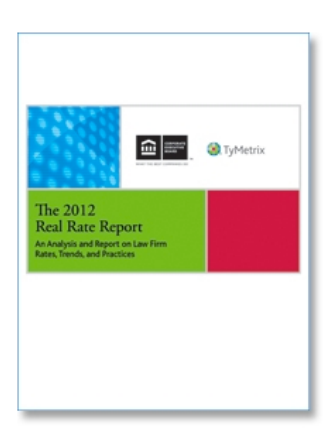 CORPORATE
EXECUTIVE
BOARD
TyMetrix
The 2012
Real Rate Report
An Analysis and Report on Law Firm
Rates, Trends, and Practices